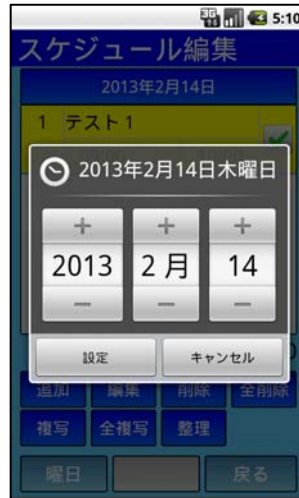 3G 5:10
スケジュール編集
2013年2月14日
1 テスト1
2013年2月14日木曜日
+ + +
2013 2月 14
- - -
設定 キャンセル
追加 編集 削除 全削除
複写 全複写 整理
曜日 戻る